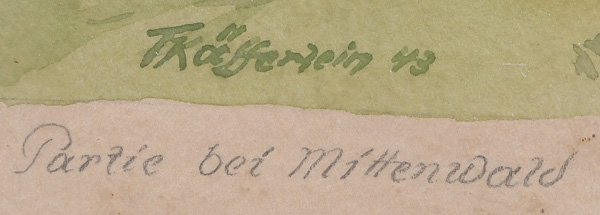 TKäfferlein 43
Partie bei Mittenwald